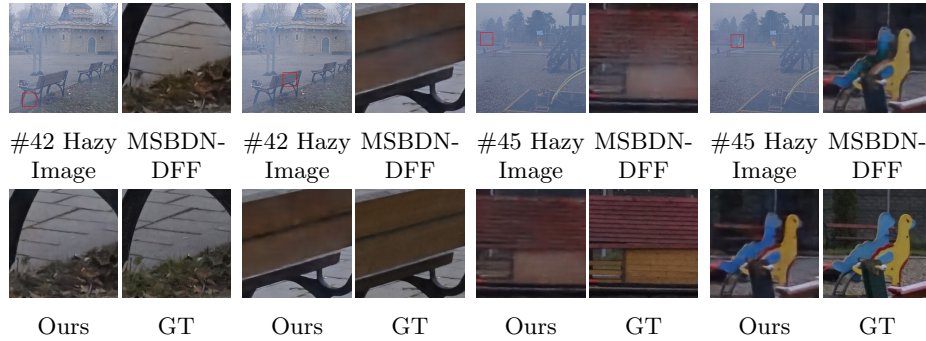 #42 Hazy Image MSBDN-DFF #42 Hazy Image MSBDN-DFF #45 Hazy Image MSBDN-DFF #45 Hazy Image MSBDN-DFF
Ours GT Ours GT Ours GT Ours GT